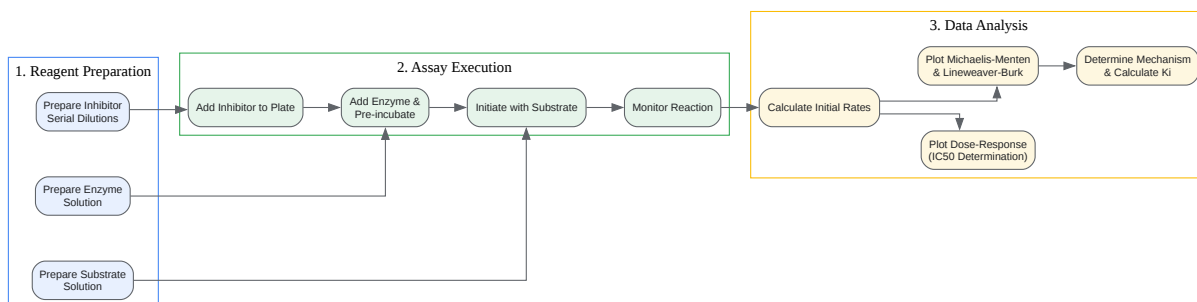 1. Reagent Preparation
Prepare Inhibitor
Serial Dilutions
Prepare Enzyme
Solution
Prepare Substrate
Solution
2. Assay Execution
Add Inhibitor to Plate
Add Enzyme &
Pre-incubate
Initiate with Substrate
Monitor Reaction
3. Data Analysis
Calculate Initial Rates
Plot Michaelis-Menten
& Lineweaver-Burk
Determine Mechanism
& Calculate Ki
Plot Dose-Response
(IC50 Determination)